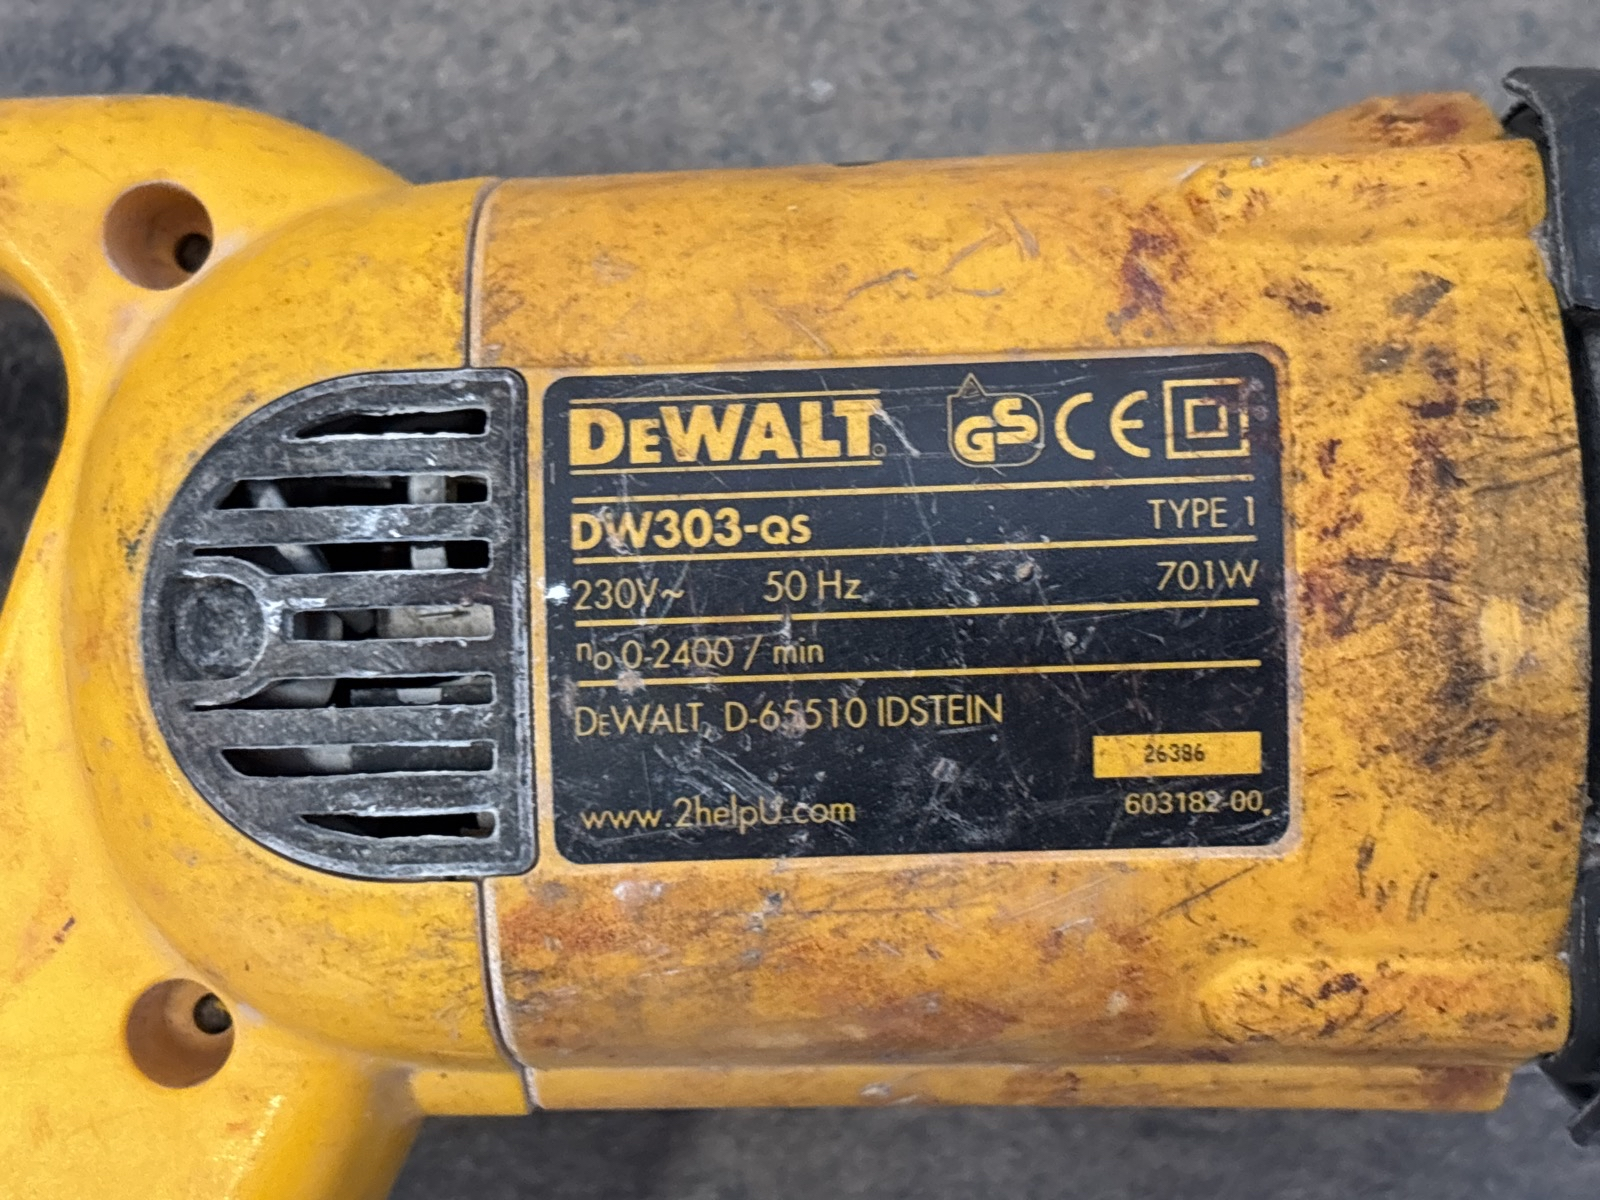 DeWALT GS CE
DW303-QS TYPE 1
230V~ 50 Hz 701W
no 0-2400 / min
DeWALT, D-65510 IDSTEIN
26386
www.2helpU.com 603182-00